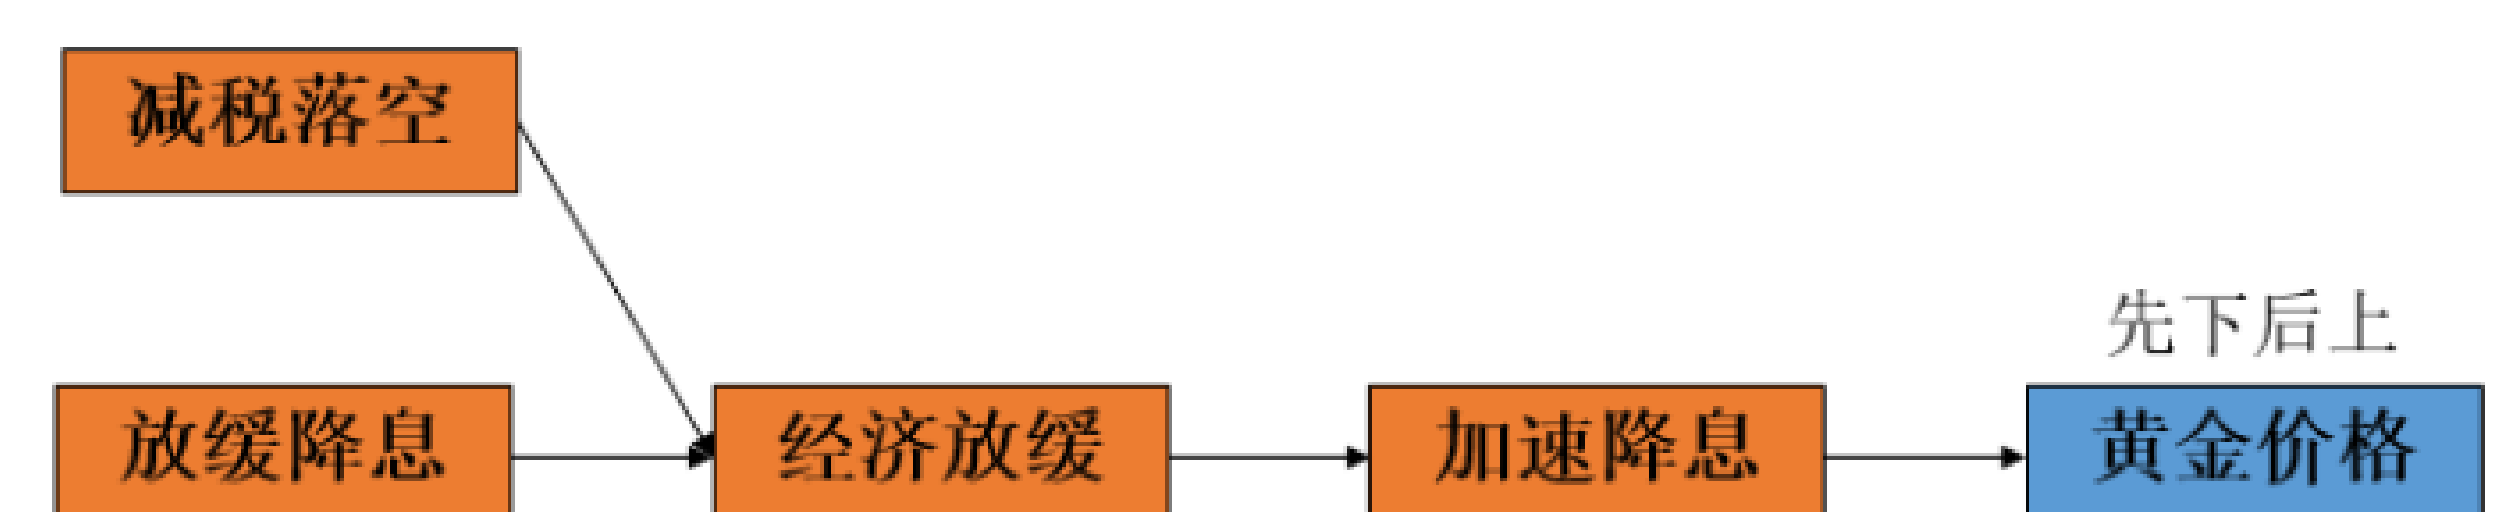 减税落空
先下后上
放缓降息
经济放缓
加速降息
黄金价格